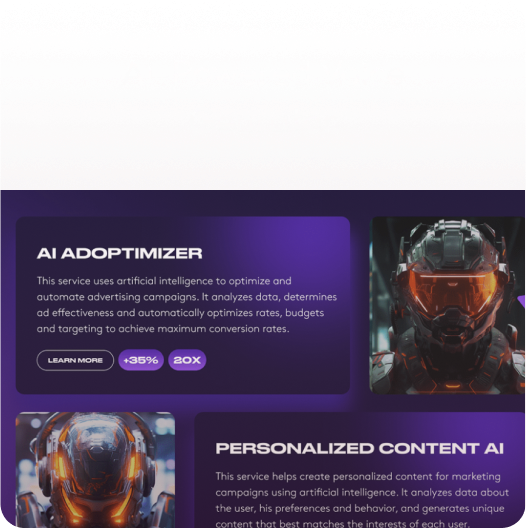 AI ADOPTIMIZER
This service uses artificial intelligence to optimize and
automate advertising campaigns. It analyzes data, determines
ad effectiveness and automatically optimizes rates, budgets
and targeting to achieve maximum conversion rates.
LEARN MORE +35% 20X
PERSONALIZED CONTENT AI
This service helps create personalized content for marketing
campaigns using artificial intelligence. It analyzes data about
the user, his preferences and behavior, and generates unique
content that best matches the interests of each user.